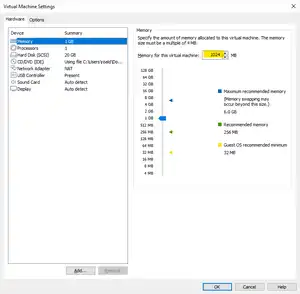 Virtual Machine Settings
Hardware Options
Device Summary
Memory 1 GB
Processors 1
Hard Disk (SCSI) 20 GB
CD/DVD (IDE) Using file C:/Users/
Network Adapter NAT
USB Controller Present
Sound Card Auto detect
Display Auto detect
Add...
Remove
Memory
Specify the amount of memory allocated to this virtual machine. The memory
size must be a multiple of 4 MB.
Memory for this virtual machine: 1024 MB
128 GB
64 GB
32 GB
16 GB
8 GB
4 GB
2 GB
1 GB
512 MB
256 MB
128 MB
64 MB
32 MB
16 MB
8 MB
4 MB
Maximum recommended memory
(Memory swapping may
occur beyond this size.)
6.0 GB
Recommended memory
256 MB
Guest OS recommended minimum
32 MB
OK Cancel Help